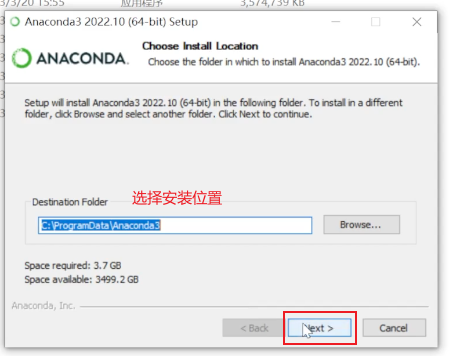 3/3/20 15:55 应用程序 3,574,739 KB
Anaconda3 2022.10 (64-bit) Setup
ANACONDA.
Choose Install Location
Choose the folder in which to install Anaconda3 2022.10 (64-bit).
Setup will install Anaconda3 2022.10 (64-bit) in the following folder. To install in a different
folder, click Browse and select another folder. Click Next to continue.
Destination Folder
选择安装位置
C:\ProgramData\Anaconda3
Browse...
Space required: 3.7 GB
Space available: 3499.2 GB
Anaconda, Inc.
< Back
Next >
Cancel